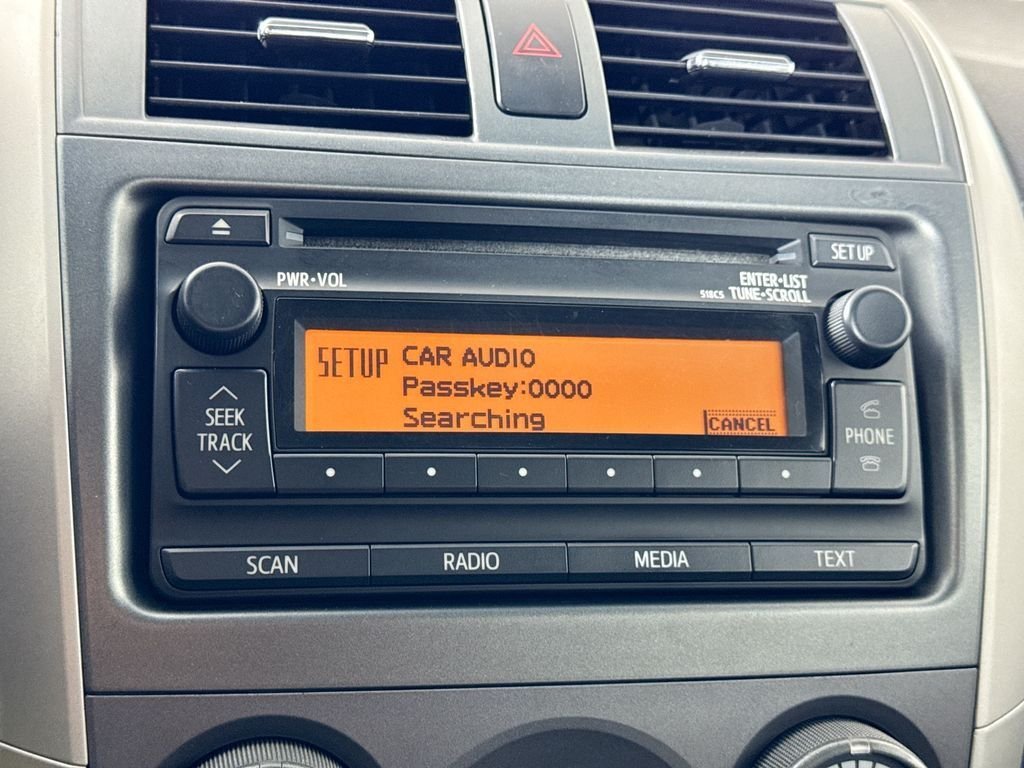 SET UP
PWR•VOL
ENTER•LIST
518C5 TUNE•SCROLL
SETUP CAR AUDIO
Passkey:0000
Searching
CANCEL
SEEK
TRACK
PHONE
SCAN RADIO MEDIA TEXT